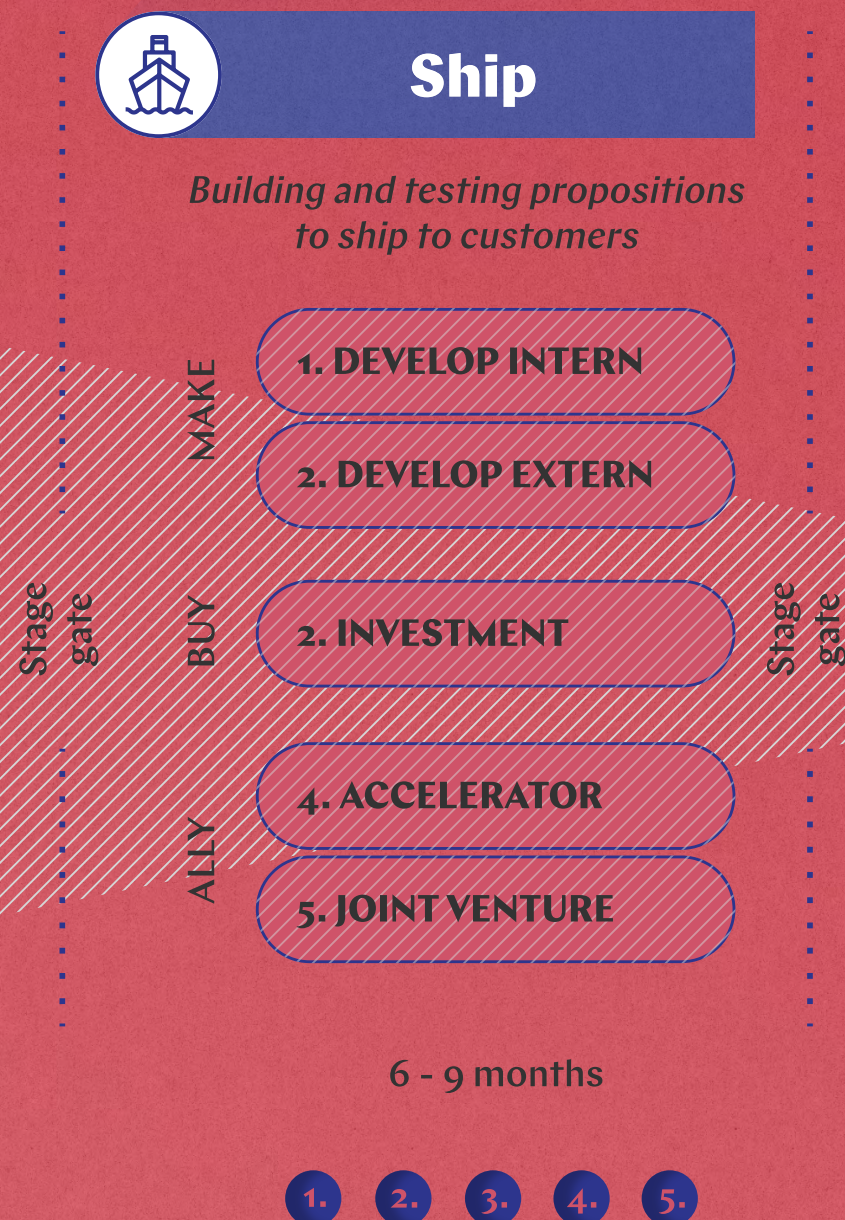 Ship
Building and testing propositions
to ship to customers
MAKE
1. DEVELOP INTERN
2. DEVELOP EXTERN
BUY
2. INVESTMENT
ALLY
4. ACCELERATOR
5. JOINT VENTURE
Stage
gate
Stage
gate
6 - 9 months
1. 2. 3. 4. 5.